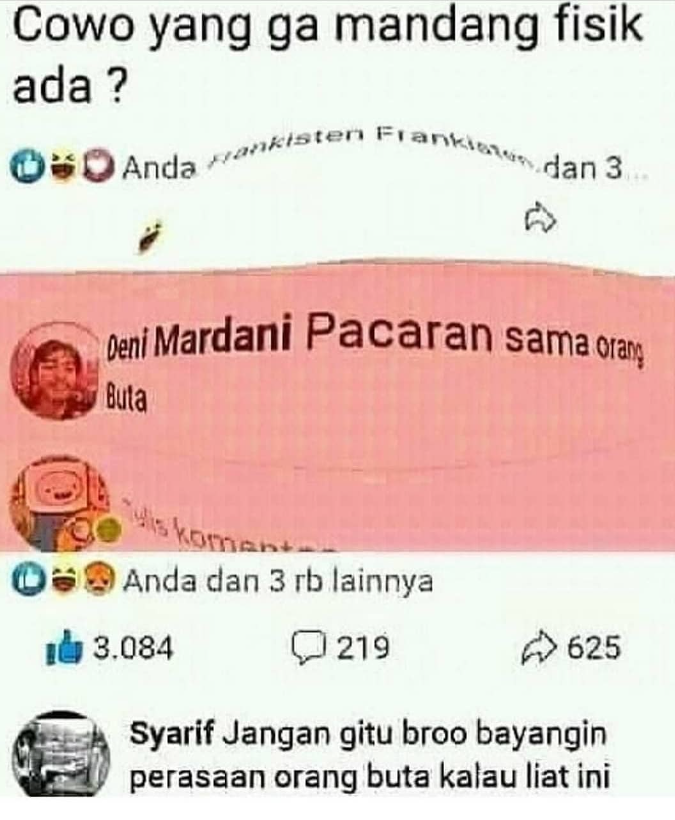 Cowo yang ga mandang fisik
ada ?
Anda Frankisten Frankisten dan 3...
Deni Mardani Pacaran sama orang
Buta
Tulis komentar
Anda dan 3 rb lainnya
3.084 219 625
Syarif Jangan gitu broo bayangin
perasaan orang buta kalau liat ini